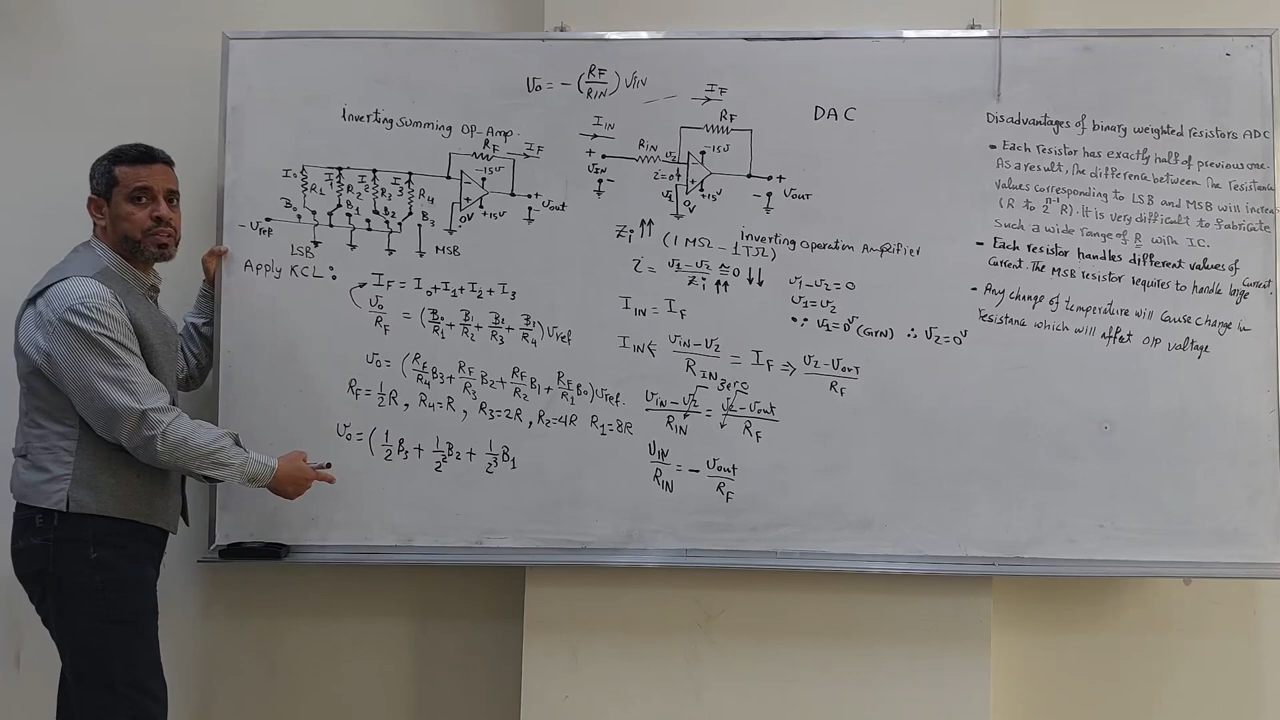 V₀ = - (RF/RIN) VIN
Inverting Summing OP-Amp.
RF
IF
-15V
I₀ I₁ I₂ I₃
R₁ R₂ R₃ R₄
B₀ B₁ B₂ B₃
- +
0V +15V
+ Vout -
-Vref
LSB MSB
Apply KCL:
IF = I₀ + I₁ + I₂ + I₃
V₀/RF = (B₀/R₁ + B₁/R₂ + B₂/R₃ + B₃/R₄) Vref
V₀ = (RF/R₄ B₃ + RF/R₃ B₂ + RF/R₂ B₁ + RF/R₁ B₀) Vref.
RF = 1/2 R, R₄ = R, R₃ = 2R, R₂ = 4R R₁ = 8R
V₀ = (1/2 B₃ + 1/2² B₂ + 1/2³ B₁
IF
RF
IIN
RIN
V₂ -15V
+ VIN -
i=0
V₁ +15V
0V
+ Vout -
Zi ↑↑ (1 MΩ - 1TΩ)
Inverting Operation Amplifier
i = (V₁ - V₂)/Zi ↑↑ ≅ 0 ↓↓
V₁ - V₂ = 0
V₁ = V₂
∵ V₁ = 0V (GRN) ∴ V₂ = 0V
IIN = IF
IIN ⇐ (VIN - V₂)/RIN = IF ⇒ (V₂ - Vout)/RF
Zero
(VIN - V₂)/RIN = (V₂ - Vout)/RF
VIN/RIN = - Vout/RF
DAC
Disadvantages of binary weighted resistors ADC
• Each resistor has exactly half of previous one.
As a result, The difference between The resistance
values corresponding to LSB and MSB will increas
(R to 2ⁿ⁻¹ R). It is very difficult to fabricate
Such a wide range of R with IC.
• Each resistor handles different values of
Current. The MSB resistor requires to handle large Current.
• Any change of temperature will cause change in
resistance which will affect O/P voltage